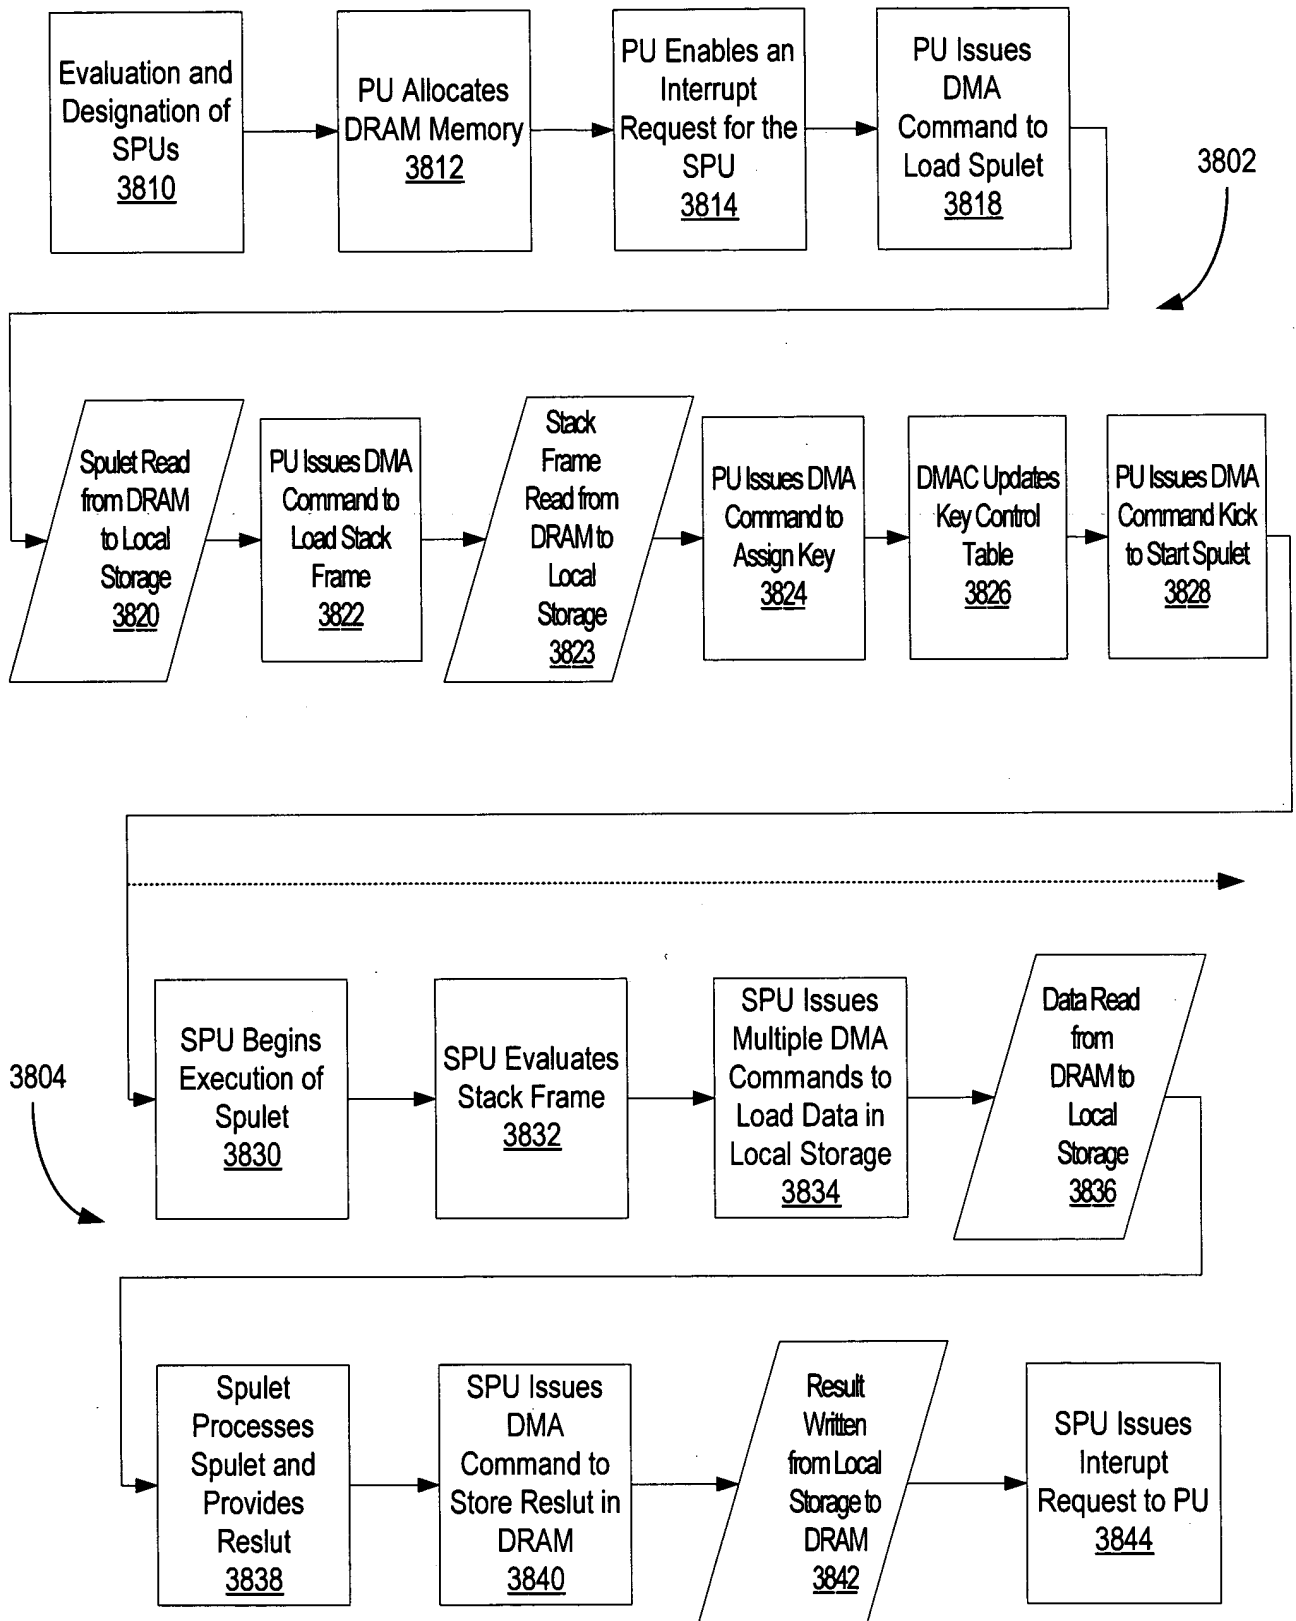 Evaluation and
Designation of
SPUs
3810
PU Allocates
DRAM Memory
3812
PU Enables an
Interrupt
Request for the
SPU
3814
PU Issues
DMA
Command to
Load Spulet
3818
3802
Spulet Read
from DRAM
to Local
Storage
3820
PU Issues DMA
Command to
Load Stack
Frame
3822
Stack
Frame
Read from
DRAM to
Local
Storage
3823
PU Issues DMA
Command to
Assign Key
3824
DMAC Updates
Key Control
Table
3826
PU Issues DMA
Command Kick
to Start Spulet
3828
3804
SPU Begins
Execution of
Spulet
3830
SPU Evaluates
Stack Frame
3832
SPU Issues
Multiple DMA
Commands to
Load Data in
Local Storage
3834
Data Read
from
DRAM to
Local
Storage
3836
Spulet
Processes
Spulet and
Provides
Reslut
3838
SPU Issues
DMA
Command to
Store Reslut in
DRAM
3840
Result
Written
from Local
Storage to
DRAM
3842
SPU Issues
Interupt
Request to PU
3844